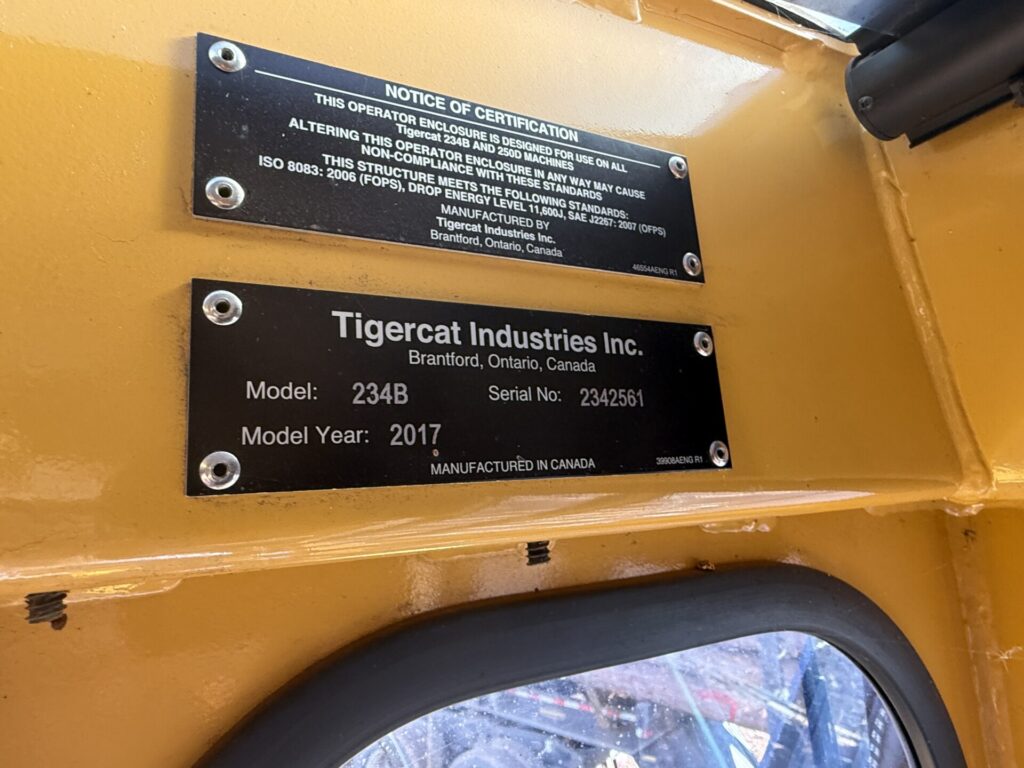 NOTICE OF CERTIFICATION
THIS OPERATOR ENCLOSURE IS DESIGNED FOR USE ON ALL
Tigercat 234B AND 250D MACHINES
ALTERING THIS OPERATOR ENCLOSURE IN ANY WAY MAY CAUSE
NON-COMPLIANCE WITH THESE STANDARDS
THIS STRUCTURE MEETS THE FOLLOWING STANDARDS:
ISO 8083: 2006 (FOPS), DROP ENERGY LEVEL 11,600J, SAE J2267: 2007 (OFPS)
MANUFACTURED BY
Tigercat Industries Inc.
Brantford, Ontario, Canada
46554AENG R1
Tigercat Industries Inc.
Brantford, Ontario, Canada
Model: 234B Serial No: 2342561
Model Year: 2017
MANUFACTURED IN CANADA
39908AENG R1